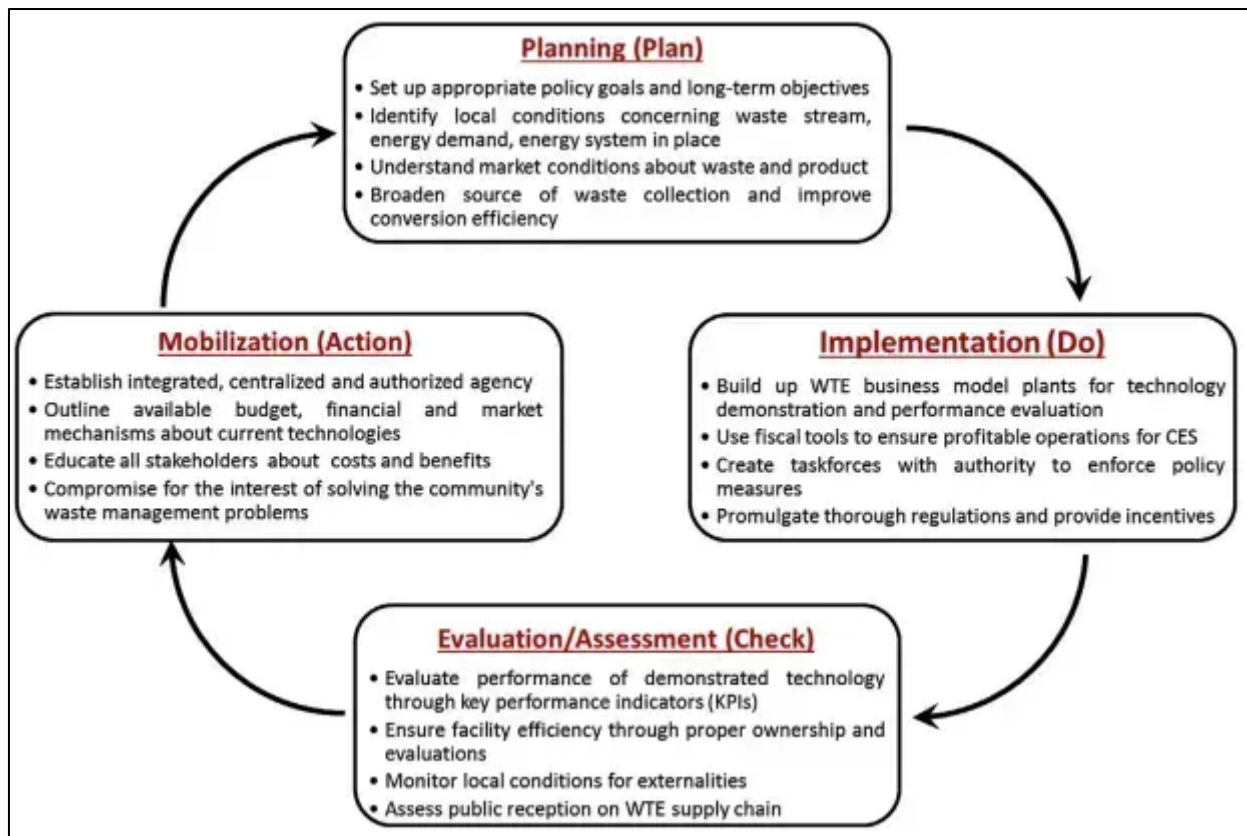 Planning (Plan)
• Set up appropriate policy goals and long-term objectives
• Identify local conditions concerning waste stream,
energy demand, energy system in place
• Understand market conditions about waste and product
• Broaden source of waste collection and improve
conversion efficiency
Mobilization (Action)
• Establish integrated, centralized and authorized agency
• Outline available budget, financial and market
mechanisms about current technologies
• Educate all stakeholders about costs and benefits
• Compromise for the interest of solving the community's
waste management problems
Implementation (Do)
• Build up WTE business model plants for technology
demonstration and performance evaluation
• Use fiscal tools to ensure profitable operations for CES
• Create taskforces with authority to enforce policy
measures
• Promulgate thorough regulations and provide incentives
Evaluation/Assessment (Check)
• Evaluate performance of demonstrated technology
through key performance indicators (KPIs)
• Ensure facility efficiency through proper ownership and
evaluations
• Monitor local conditions for externalities
• Assess public reception on WTE supply chain